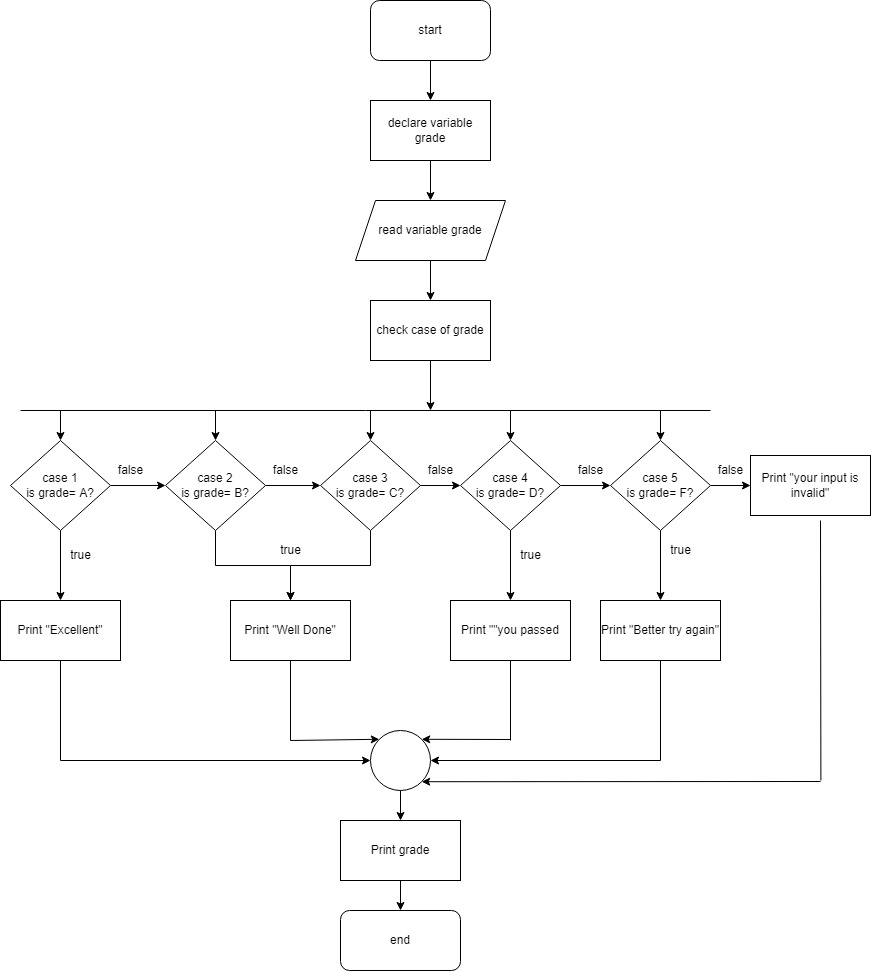 start
declare variable
grade
read variable grade
check case of grade
case 1
is grade= A?
false
case 2
is grade= B?
false
case 3
is grade= C?
false
case 4
is grade= D?
false
case 5
is grade= F?
false
Print "your input is
invalid"
true
true
true
true
Print "Excellent"
Print "Well Done"
Print ""you passed
Print "Better try again"
Print grade
end